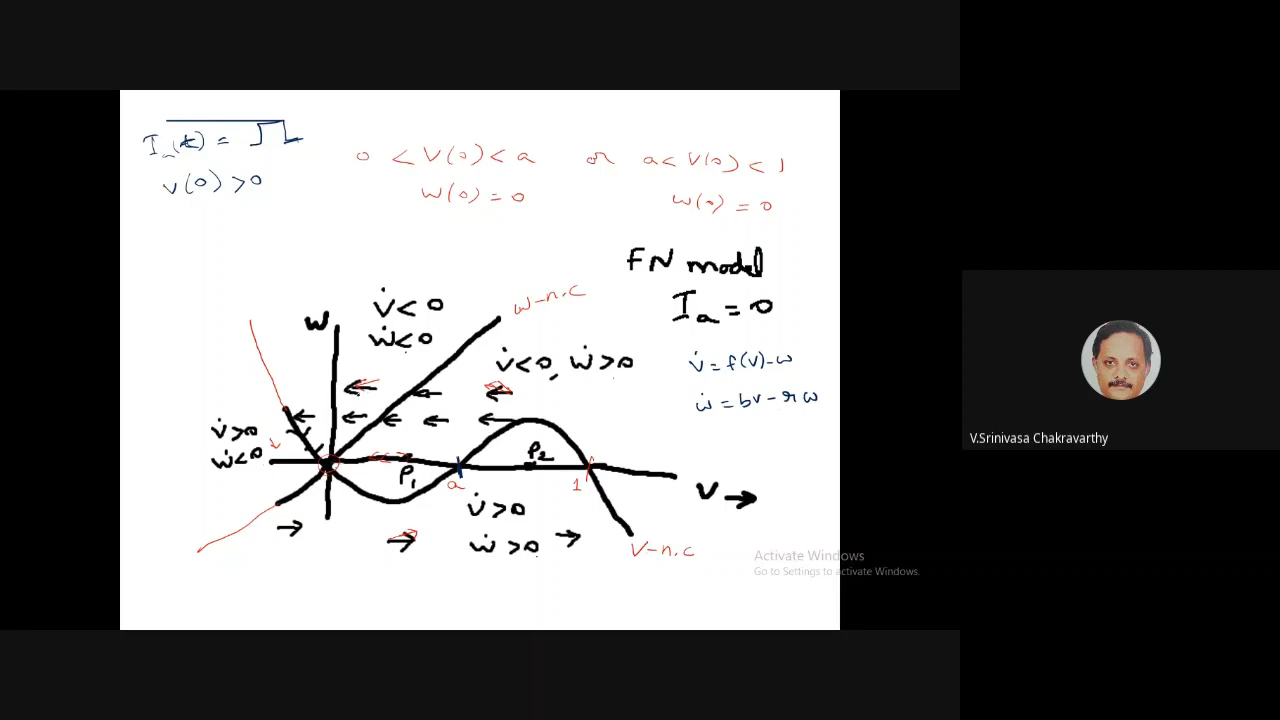 Iₐ(t) =
v(0) > 0
0 < v(0) < a or a < v(0) < 1
w(0) = 0 w(0) = 0
FN model
Iₐ = 0
v̇ = f(v) - w
ẇ = bv - rw
w
v̇ < 0
ẇ < 0
w-n.c
v̇ < 0, ẇ > 0
v̇ > 0
ẇ < 0
P₁
a
P₂
1
v
v̇ > 0
ẇ > 0
V-n.c
V.Srinivasa Chakravarthy
Activate Windows
Go to Settings to activate Windows.